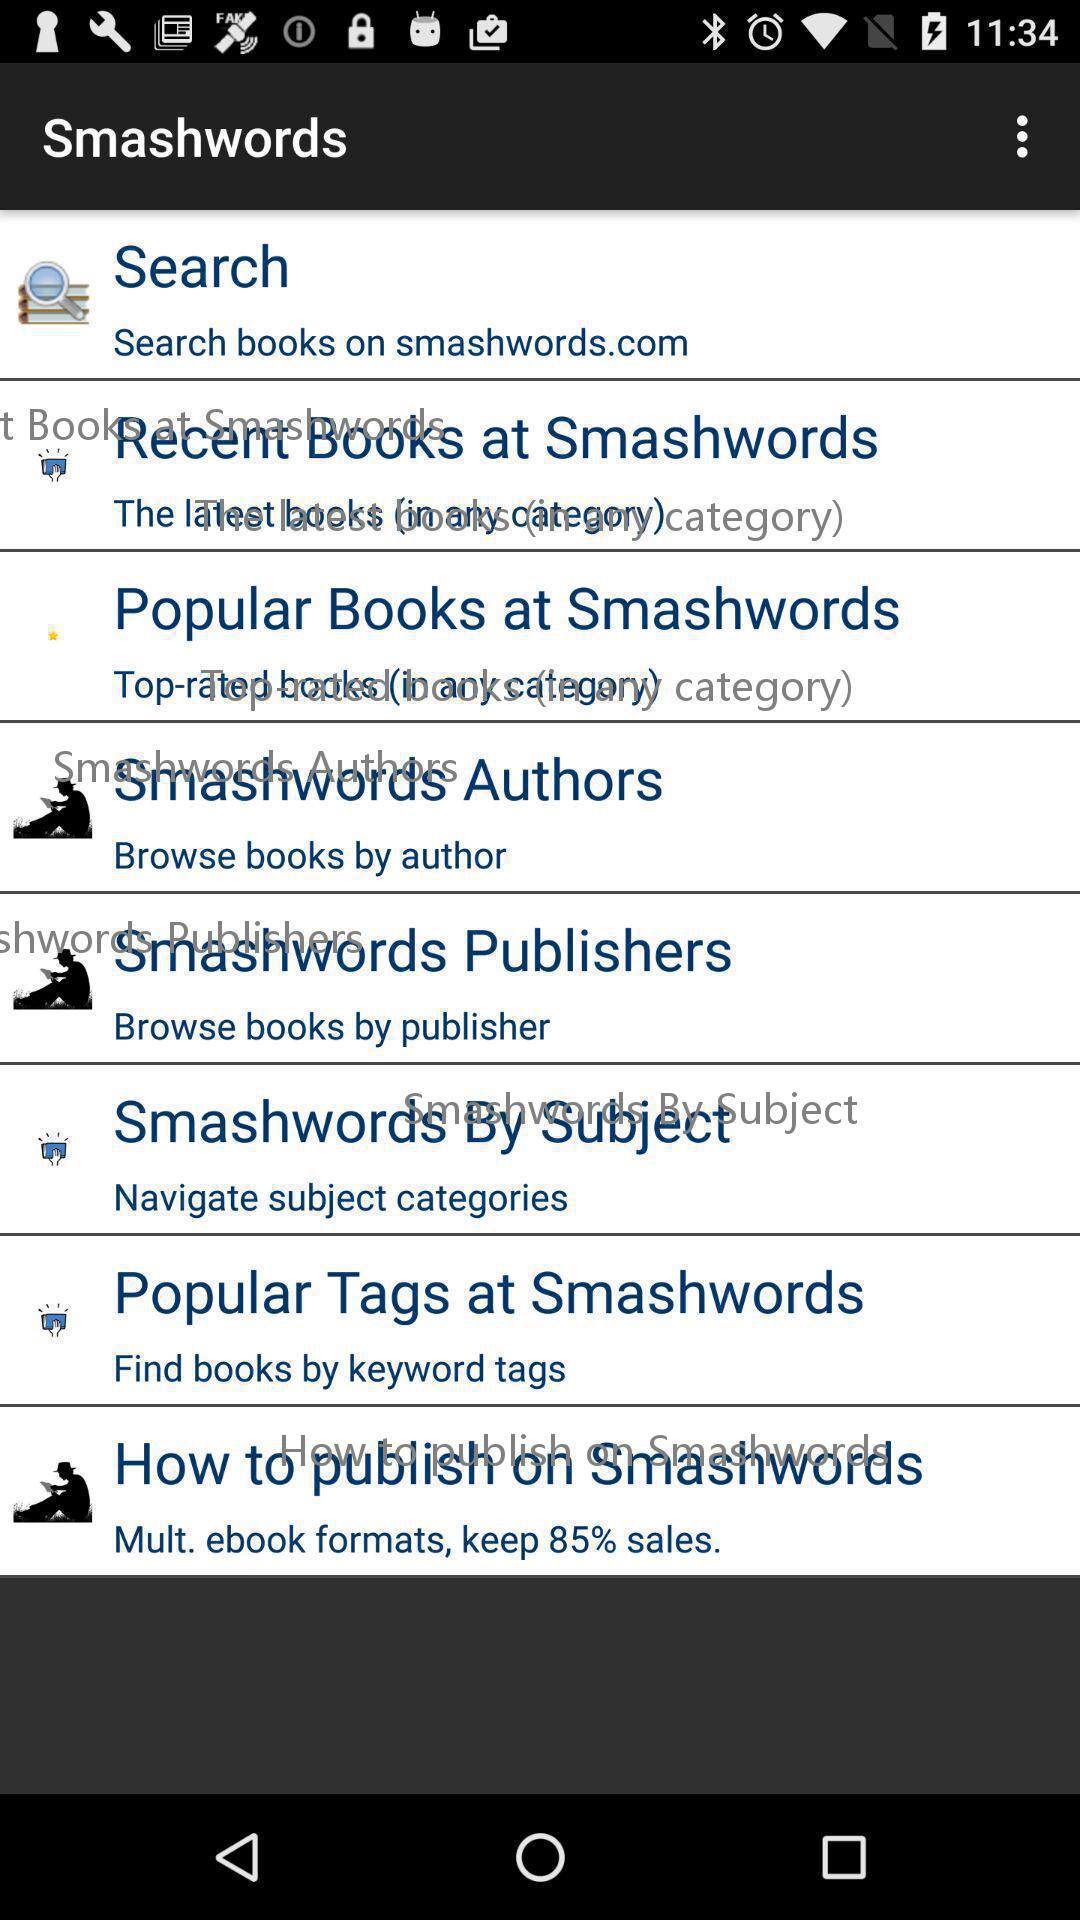 FAK
11:34
Smashwords
Search
Search books on smashwords.com
t Books at Smashwords
Recent Books at Smashwords
The latest books (in any category)
The latest books (in any category)
Popular Books at Smashwords
Top-rated books (in any category)
Top-rated books (in any category)
Smashwords Authors
Smashwords Authors
Browse books by author
shwords Publishers
Smashwords Publishers
Browse books by publisher
Smashwords By Subject
Smashwords By Subject
Navigate subject categories
Popular Tags at Smashwords
Find books by keyword tags
How to publish on Smashwords
How to publish on Smashwords
Mult. ebook formats, keep 85% sales.